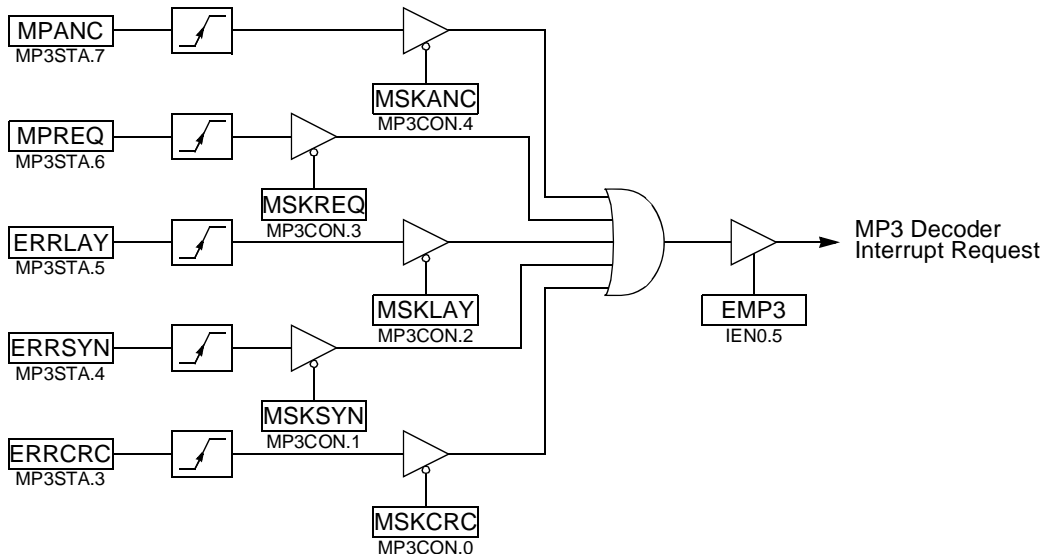 MPANC
MP3STA.7
MSKANC
MP3CON.4
MPREQ
MP3STA.6
MSKREQ
MP3CON.3
ERRLAY
MP3STA.5
MSKLAY
MP3CON.2
MP3 Decoder
Interrupt Request
EMP3
IEN0.5
ERRSYN
MP3STA.4
MSKSYN
MP3CON.1
ERRCRC
MP3STA.3
MSKCRC
MP3CON.0